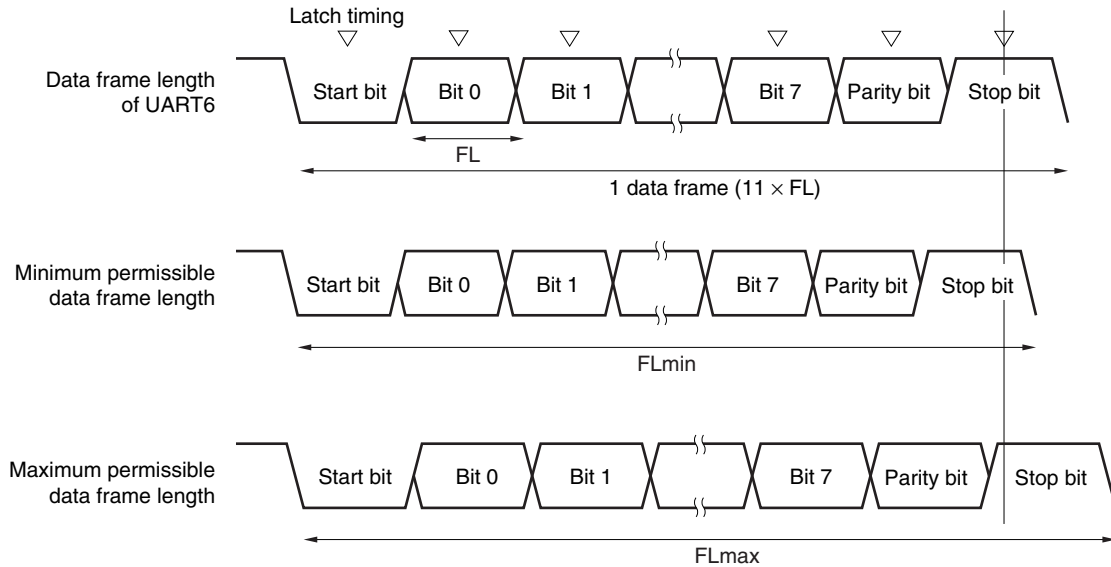 Latch timing
Data frame length
of UART6
Start bit
Bit 0
Bit 1
Bit 7
Parity bit
Stop bit
FL
1 data frame (11 × FL)
Minimum permissible
data frame length
Start bit
Bit 0
Bit 1
Bit 7
Parity bit
Stop bit
FLmin
Maximum permissible
data frame length
Start bit
Bit 0
Bit 1
Bit 7
Parity bit
Stop bit
FLmax